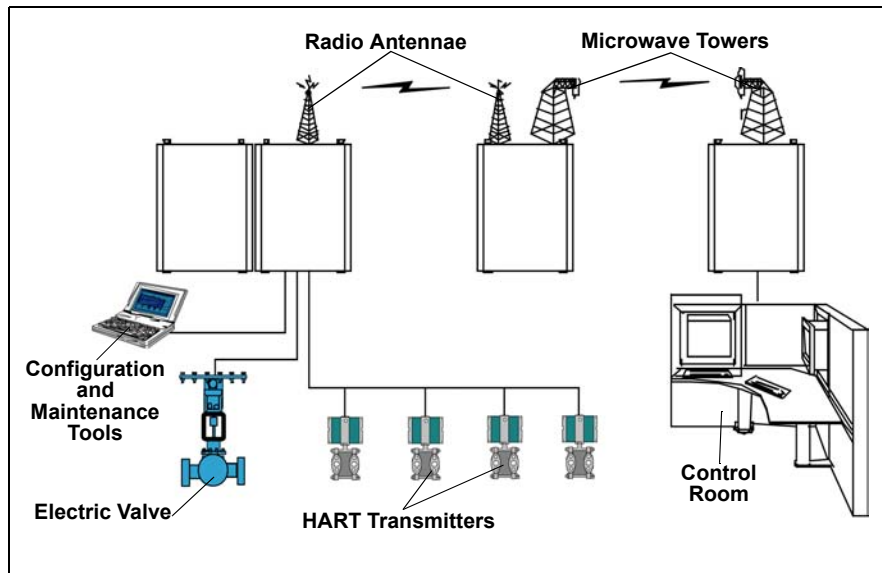 Radio Antennae
Microwave Towers
Configuration
and
Maintenance
Tools
Electric Valve
HART Transmitters
Control
Room